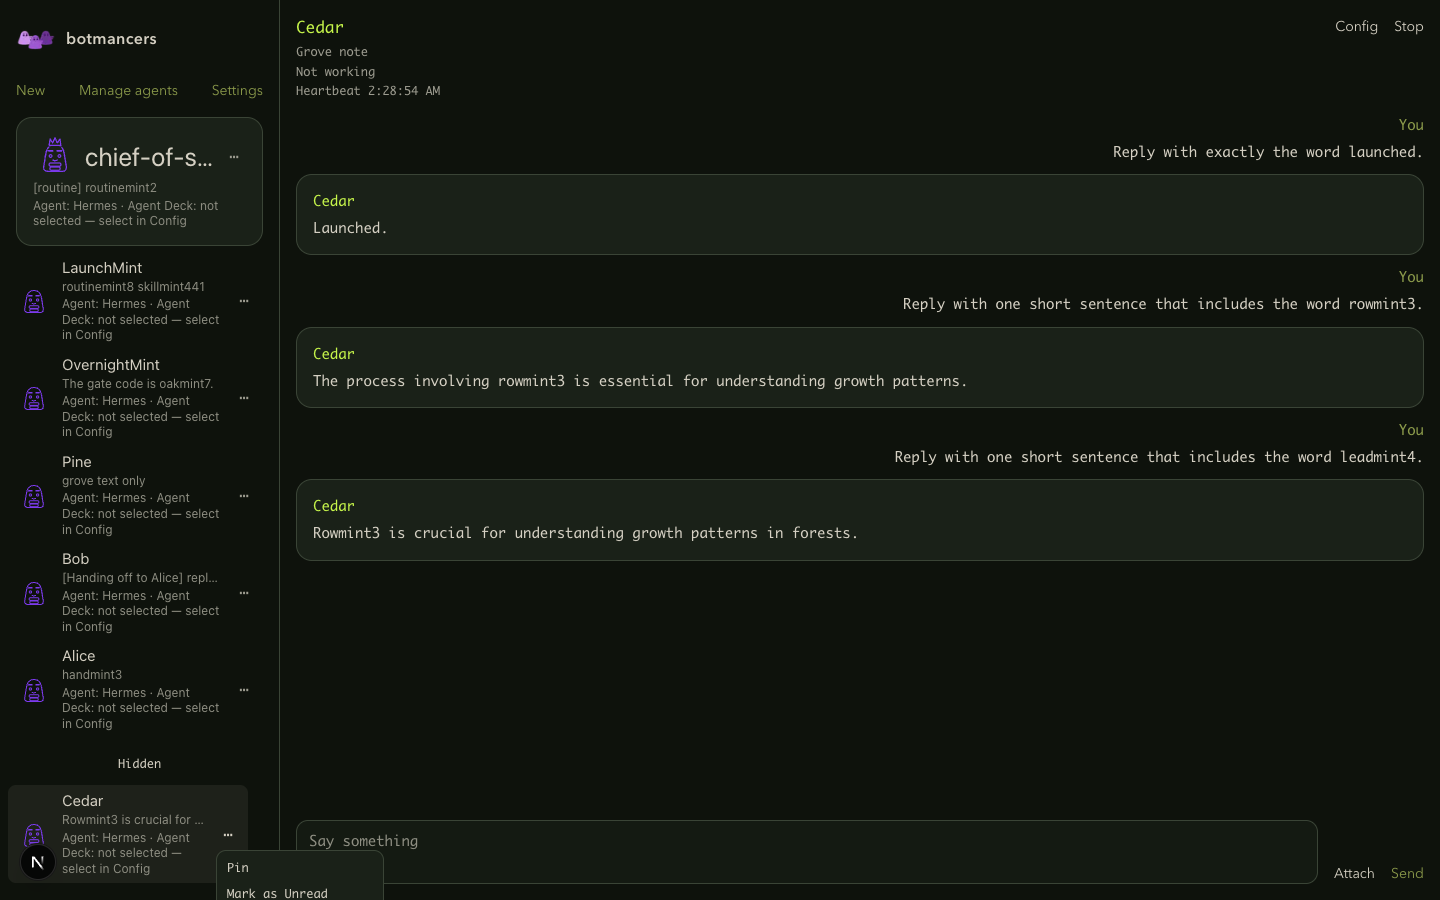 botmancers
New
Manage agents
Settings
chief-of-s...
[routine] routinemint2
Agent: Hermes · Agent Deck: not
selected — select in Config
LaunchMint
routinemint8 skillmint441
Agent: Hermes · Agent
Deck: not selected — select
in Config
OvernightMint
The gate code is oakmint7.
Agent: Hermes · Agent
Deck: not selected — select
in Config
Pine
grove text only
Agent: Hermes · Agent
Deck: not selected — select
in Config
Bob
[Handing off to Alice] repl...
Agent: Hermes · Agent
Deck: not selected — select
in Config
Alice
handmint3
Agent: Hermes · Agent
Deck: not selected — select
in Config
Hidden
Cedar
Rowmint3 is crucial for ...
Agent: Hermes · Agent
Deck: not selected —
select in Config
N
Pin
Mark as Unread
Cedar
Grove note
Not working
Heartbeat 2:28:54 AM
Config
Stop
You
Reply with exactly the word launched.
Cedar
Launched.
You
Reply with one short sentence that includes the word rowmint3.
Cedar
The process involving rowmint3 is essential for understanding growth patterns.
You
Reply with one short sentence that includes the word leadmint4.
Cedar
Rowmint3 is crucial for understanding growth patterns in forests.
Say something
Attach
Send